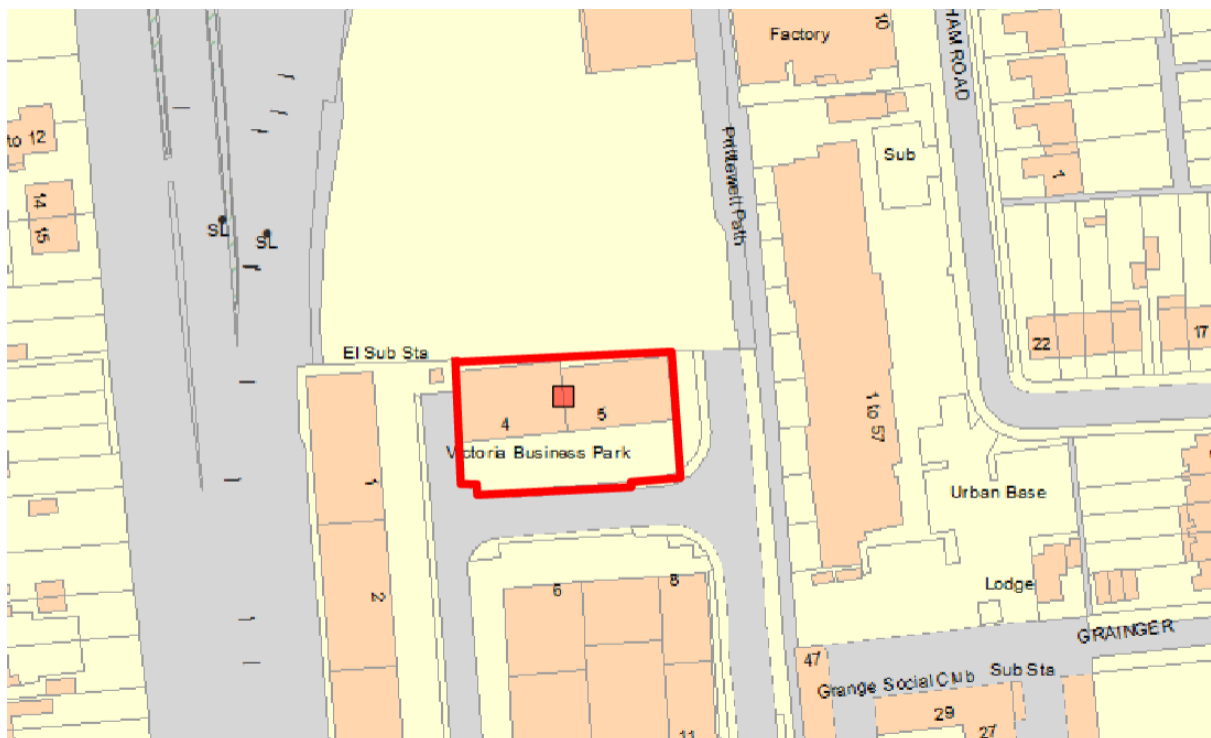 Factory
10
HAM ROAD
to 12
Prittlewell Path
Sub
1
14
15
SL
SL
22
17
El Sub Sta
4
5
1 to 57
Victoria Business Park
1
Urban Base
2
6
8
Lodge
GRAINGER
47
Grange Social Club
Sub Sta
29
27
11